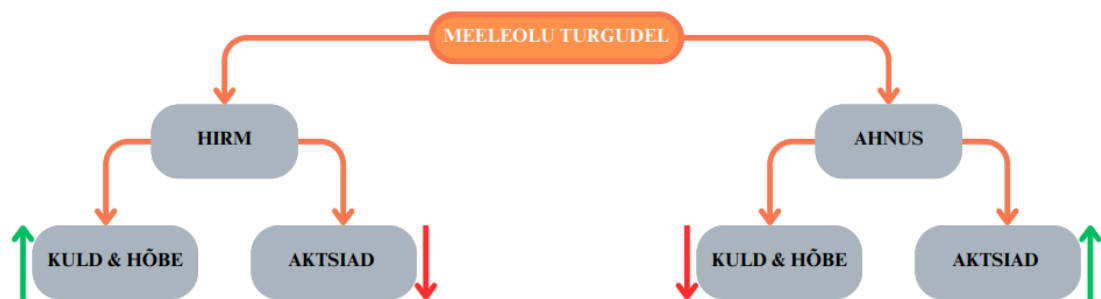 MEELEOLU TURGUDEL
HIRM
AHNUS
KULD & HÕBE
AKTSIAD
KULD & HÕBE
AKTSIAD